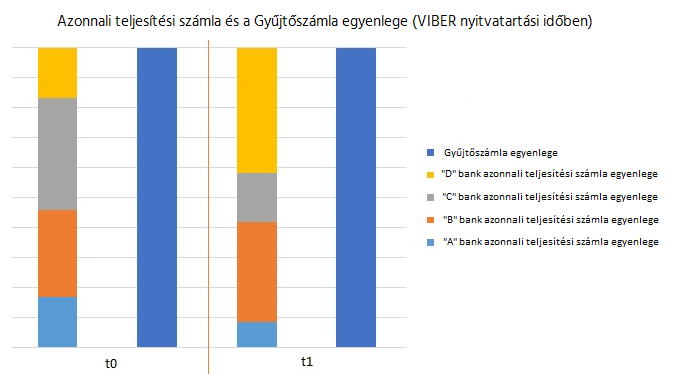 Azonnali teljesítési számla és a Gyűjtőszámla egyenlege (VIBER nyitvatartási időben)
Gyűjtőszámla egyenlege
"D" bank azonnali teljesítési számla egyenlege
"C" bank azonnali teljesítési számla egyenlege
"B" bank azonnali teljesítési számla egyenlege
"A" bank azonnali teljesítési számla egyenlege
t0
t1